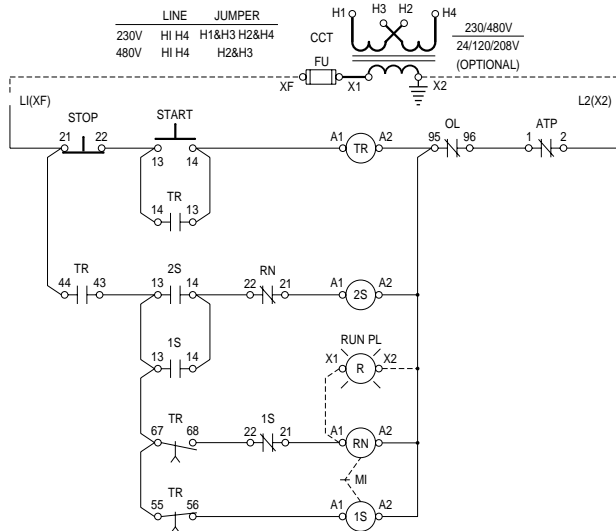 LINE JUMPER
230V HI H4 H1&H3 H2&H4
480V HI H4 H2&H3
H1 H3 H2 H4
CCT
230/480V
24/120/208V
(OPTIONAL)
FU
XF X1 X2
LI(XF) L2(X2)
STOP START OL ATP
21 22 13 14 A1 TR A2 95 96 1 2
TR
14 13
TR 2S RN
44 43 13 14 22 21 A1 2S A2
1S
13 14
RUN PL
X1 R X2
TR 1S
67 68 22 21 A1 RN A2
MI
TR
55 56 A1 1S A2